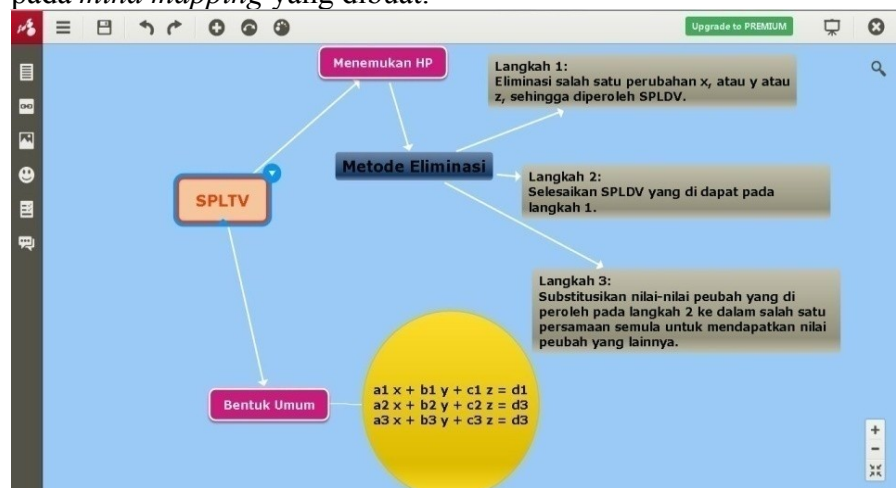 pada mind mapping yang dibuat.
Upgrade to PREMIUM
Menemukan HP
Langkah 1:
Eliminasi salah satu perubahan x, atau y atau
z, sehingga diperoleh SPLDV.
Metode Eliminasi
Langkah 2:
Selesaikan SPLDV yang di dapat pada
langkah 1.
SPLTV
Langkah 3:
Substitusikan nilai-nilai peubah yang di
peroleh pada langkah 2 ke dalam salah satu
persamaan semula untuk mendapatkan nilai
peubah yang lainnya.
Bentuk Umum
a1 x + b1 y + c1 z = d1
a2 x + b2 y + c2 z = d3
a3 x + b3 y + c3 z = d3